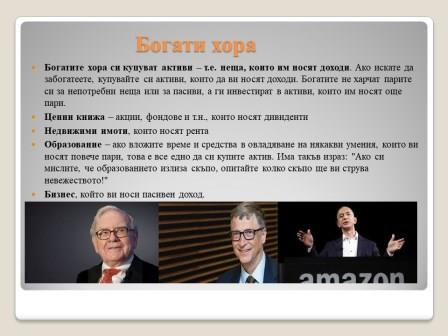 Богати хора
Богатите хора си купуват активи – т.е. неща, които им носят доходи. Ако искате да
забогатеете, купувайте си активи, които да ви носят доходи. Богатите не харчат парите
си за непотребни неща или за пасиви, а ги инвестират в активи, които им носят още
пари.
Ценни книжа – акции, фондове и т.н., които носят дивиденти
Недвижими имоти, които носят рента
Образование – ако вложите време и средства в овладяване на някакви умения, които ви
носят повече пари, това е все едно да си купите актив. Има такъв израз: "Ако си
мислите, че образованието излиза скъпо, опитайте колко скъпо ще ви струва
невежеството!"
Бизнес, който ви носи пасивен доход.
amazon